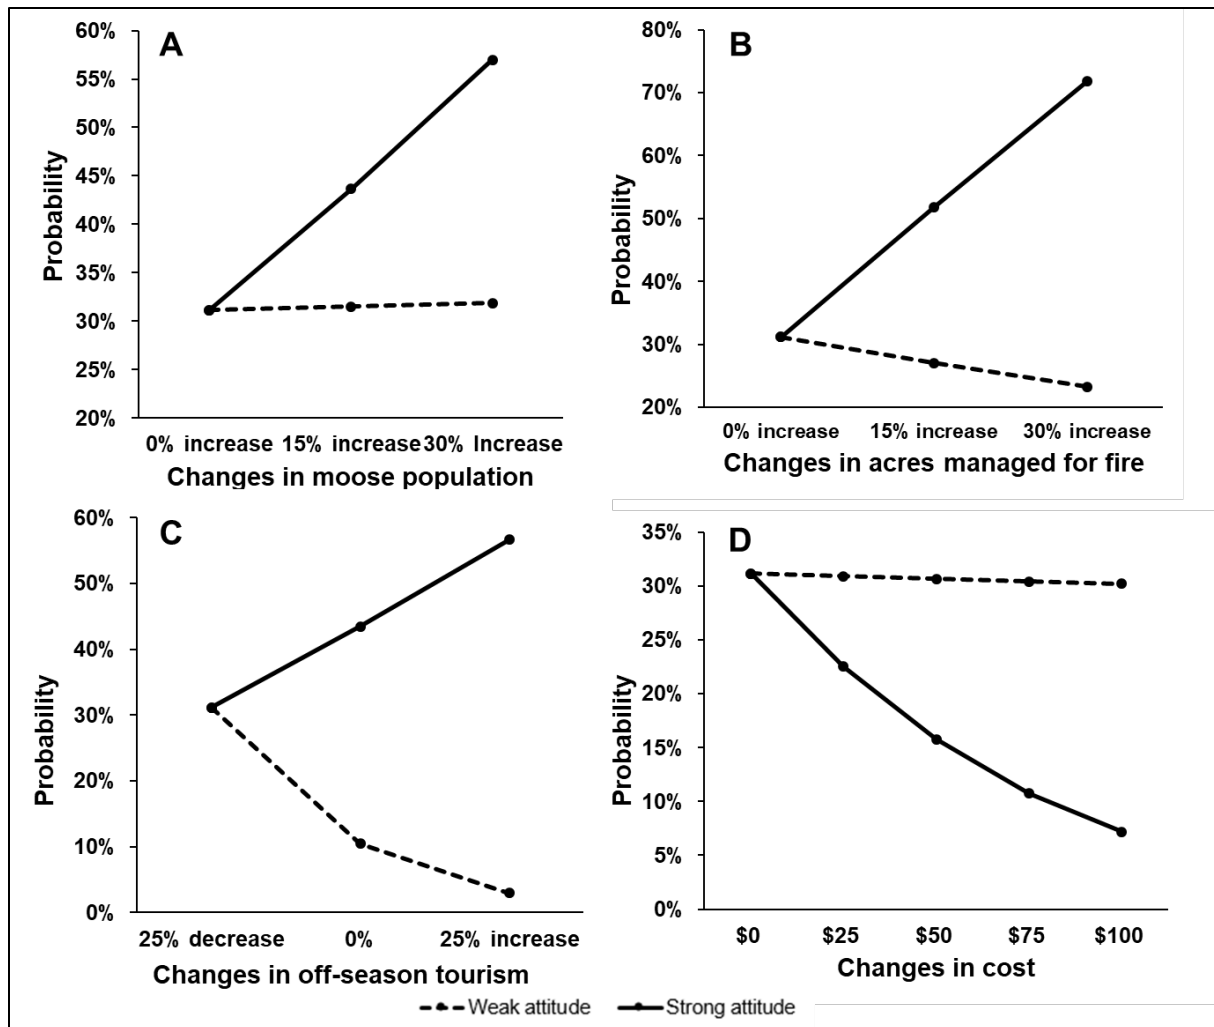 A
60%
55%
50%
45%
40%
35%
30%
25%
20%
Probability
0% increase 15% increase 30% Increase
Changes in moose population
B
80%
70%
60%
50%
40%
30%
20%
Probability
0% increase 15% increase 30% increase
Changes in acres managed for fire
C
60%
50%
40%
30%
20%
10%
0%
Probability
25% decrease 0% 25% increase
Changes in off-season tourism
D
35%
30%
25%
20%
15%
10%
5%
0%
Probability
$0 $25 $50 $75 $100
Changes in cost
Weak attitude Strong attitude